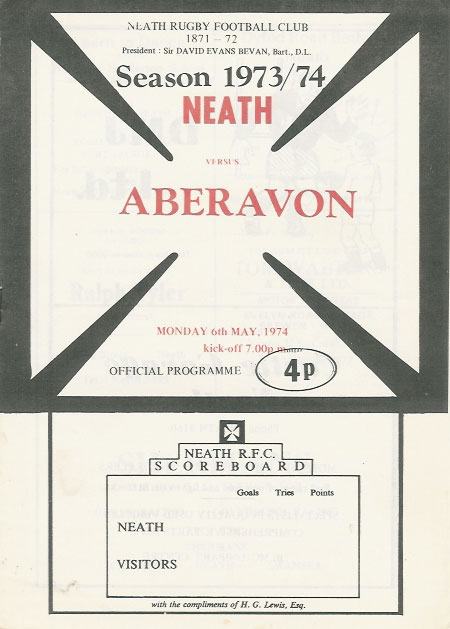 NEATH RUGBY FOOTBALL CLUB
1871 – 72
President : Sir DAVID EVANS BEVAN, Bart., D.L.
Season 1973/74
NEATH
VERSUS
ABERAVON
MONDAY 6th MAY, 1974
kick-off 7.00p.m.
OFFICIAL PROGRAMME 4p
NEATH R.F.C.
SCOREBOARD
Goals Tries Points
NEATH
VISITORS
with the compliments of H. G. Lewis, Esq.